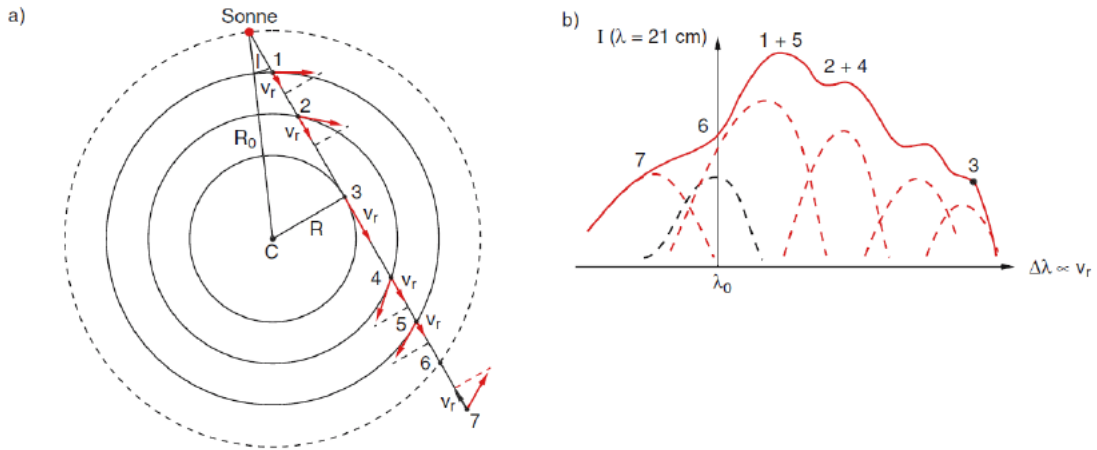 a)
Sonne
l
1
v_r
2
v_r
R_0
3
v_r
R
C
4
v_r
5
v_r
6
v_r
7
b)
I (λ = 21 cm)
1 + 5
2 + 4
6
7
3
λ_0
Δλ ∝ v_r